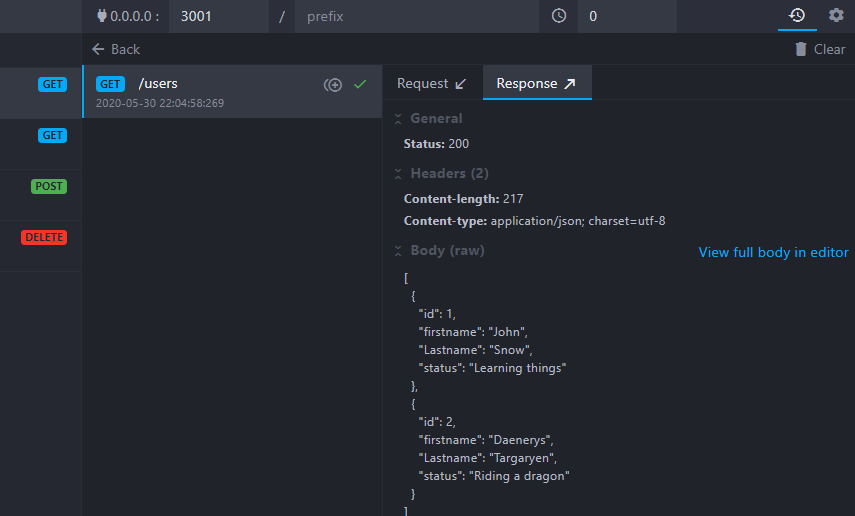 0.0.0.0 : 3001 / prefix 0
Back Clear
GET
GET
POST
DELETE
GET /users
2020-05-30 22:04:58:269
Request Response
General
Status: 200
Headers (2)
Content-length: 217
Content-type: application/json; charset=utf-8
Body (raw) View full body in editor
[
{
"id": 1,
"firstname": "John",
"Lastname": "Snow",
"status": "Learning things"
},
{
"id": 2,
"firstname": "Daenerys",
"Lastname": "Targaryen",
"status": "Riding a dragon"
}
]